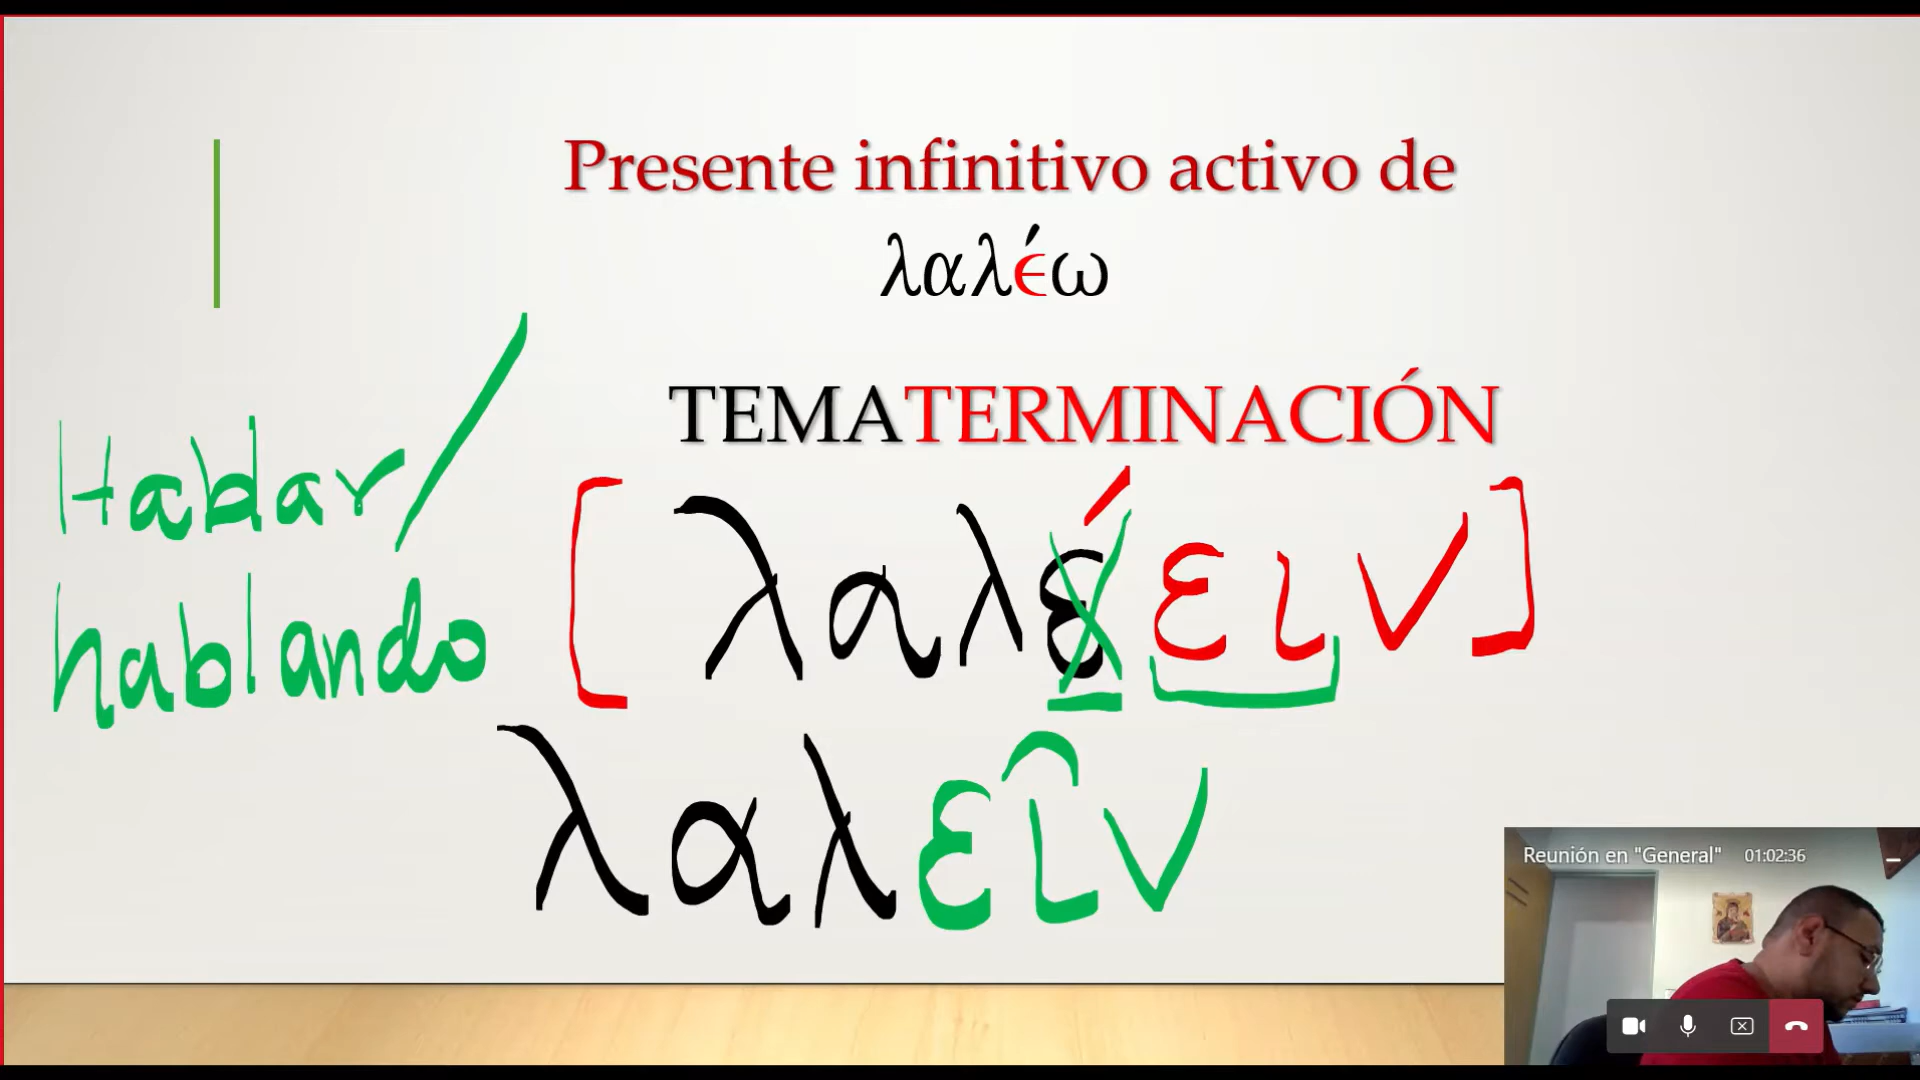 Presente infinitivo activo de
λαλέω
TEMATERMINACIÓN
Hablar/
hablando
[λαλέειν]
λαλεῖν
Reunión en "General" 01:02:36